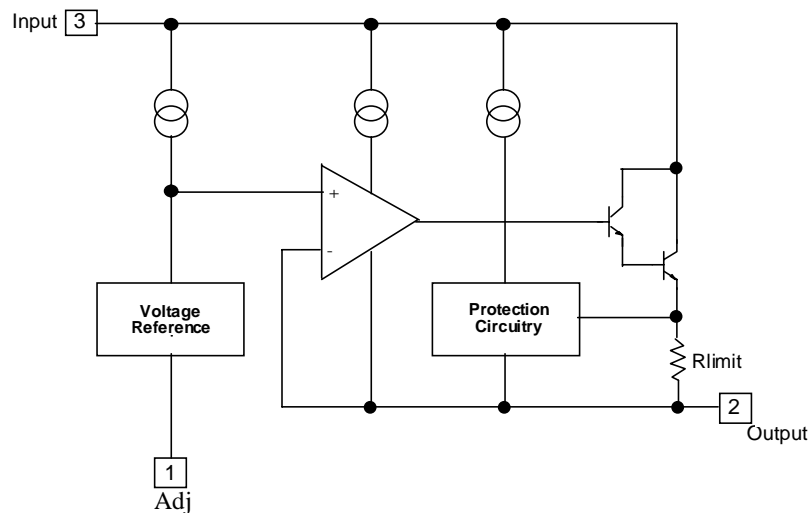 Input 3
+
-
Voltage
Reference
Protection
Circuitry
Rlimit
2
Output
1
Adj